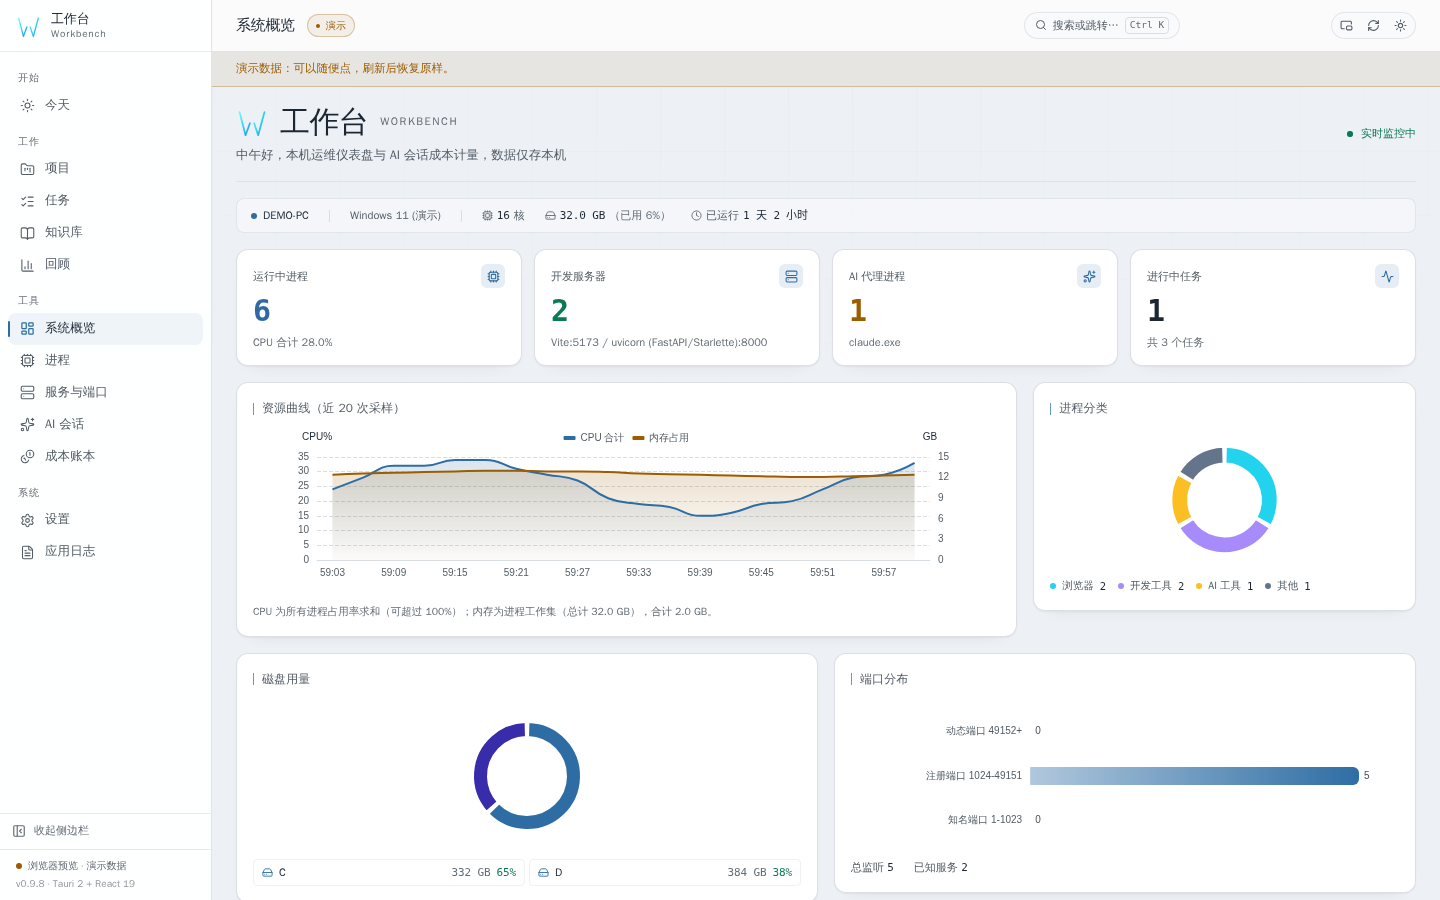 工作台
Workbench
开始
今天
工作
项目
任务
知识库
回顾
工具
系统概览
进程
服务与端口
AI 会话
成本账本
系统
设置
应用日志
收起侧边栏
浏览器预览 · 演示数据
v0.9.8 · Tauri 2 + React 19
系统概览 演示
搜索或跳转… Ctrl K
演示数据：可以随便点，刷新后恢复原样。
工作台 WORKBENCH
中午好，本机运维仪表盘与 AI 会话成本计量，数据仅存本机
实时监控中
DEMO-PC Windows 11 (演示) 16 核 32.0 GB （已用 6%） 已运行 1 天 2 小时
运行中进程
6
CPU 合计 28.0%
开发服务器
2
Vite:5173 / uvicorn (FastAPI/Starlette):8000
AI 代理进程
1
claude.exe
进行中任务
1
共 3 个任务
资源曲线（近 20 次采样）
CPU% CPU 合计 内存占用 GB
35 15
30 12
25
20 9
15 6
10
5 3
0 0
59:03 59:09 59:15 59:21 59:27 59:33 59:39 59:45 59:51 59:57
CPU 为所有进程占用率求和（可超过 100%）；内存为进程工作集（总计 32.0 GB），合计 2.0 GB。
进程分类
浏览器 2 开发工具 2 AI 工具 1 其他 1
磁盘用量
C 332 GB 65%
D 384 GB 38%
端口分布
动态端口 49152+ 0
注册端口 1024-49151 5
知名端口 1-1023 0
总监听 5 已知服务 2